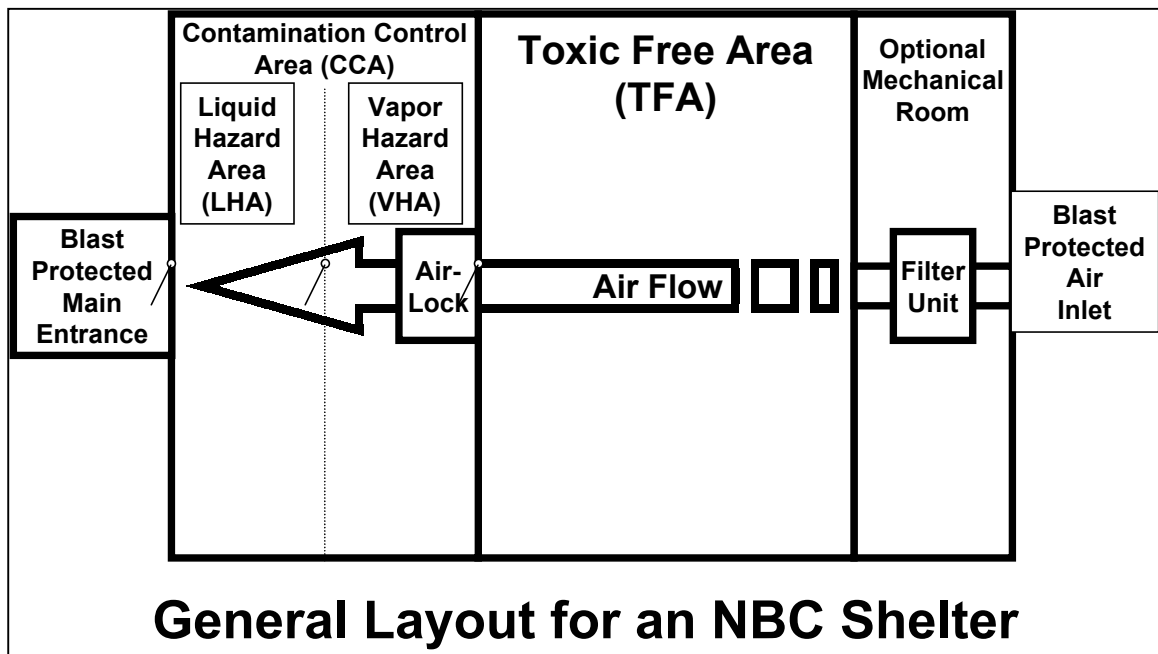 Contamination Control
Area (CCA)
Liquid
Hazard
Area
(LHA)
Vapor
Hazard
Area
(VHA)
Toxic Free Area
(TFA)
Optional
Mechanical
Room
Blast
Protected
Main
Entrance
Air-
Lock
Air Flow
Filter
Unit
Blast
Protected
Air
Inlet
General Layout for an NBC Shelter